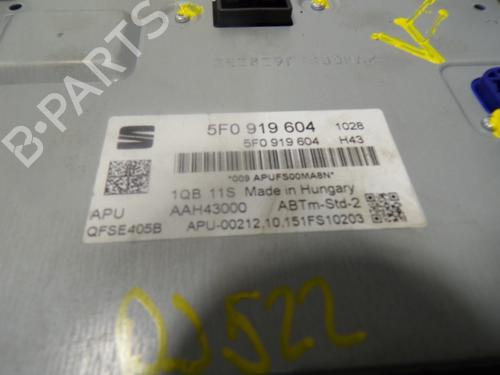 5F0 919 604 1028
5F0 919 604 H43
*009 APUFS00MA8N*
1QB 11S Made in Hungary
APU AAH43000 ABTm-Std-2
QFSE405B APU-00212.10.151FS10203
QJ522
B-PARTS